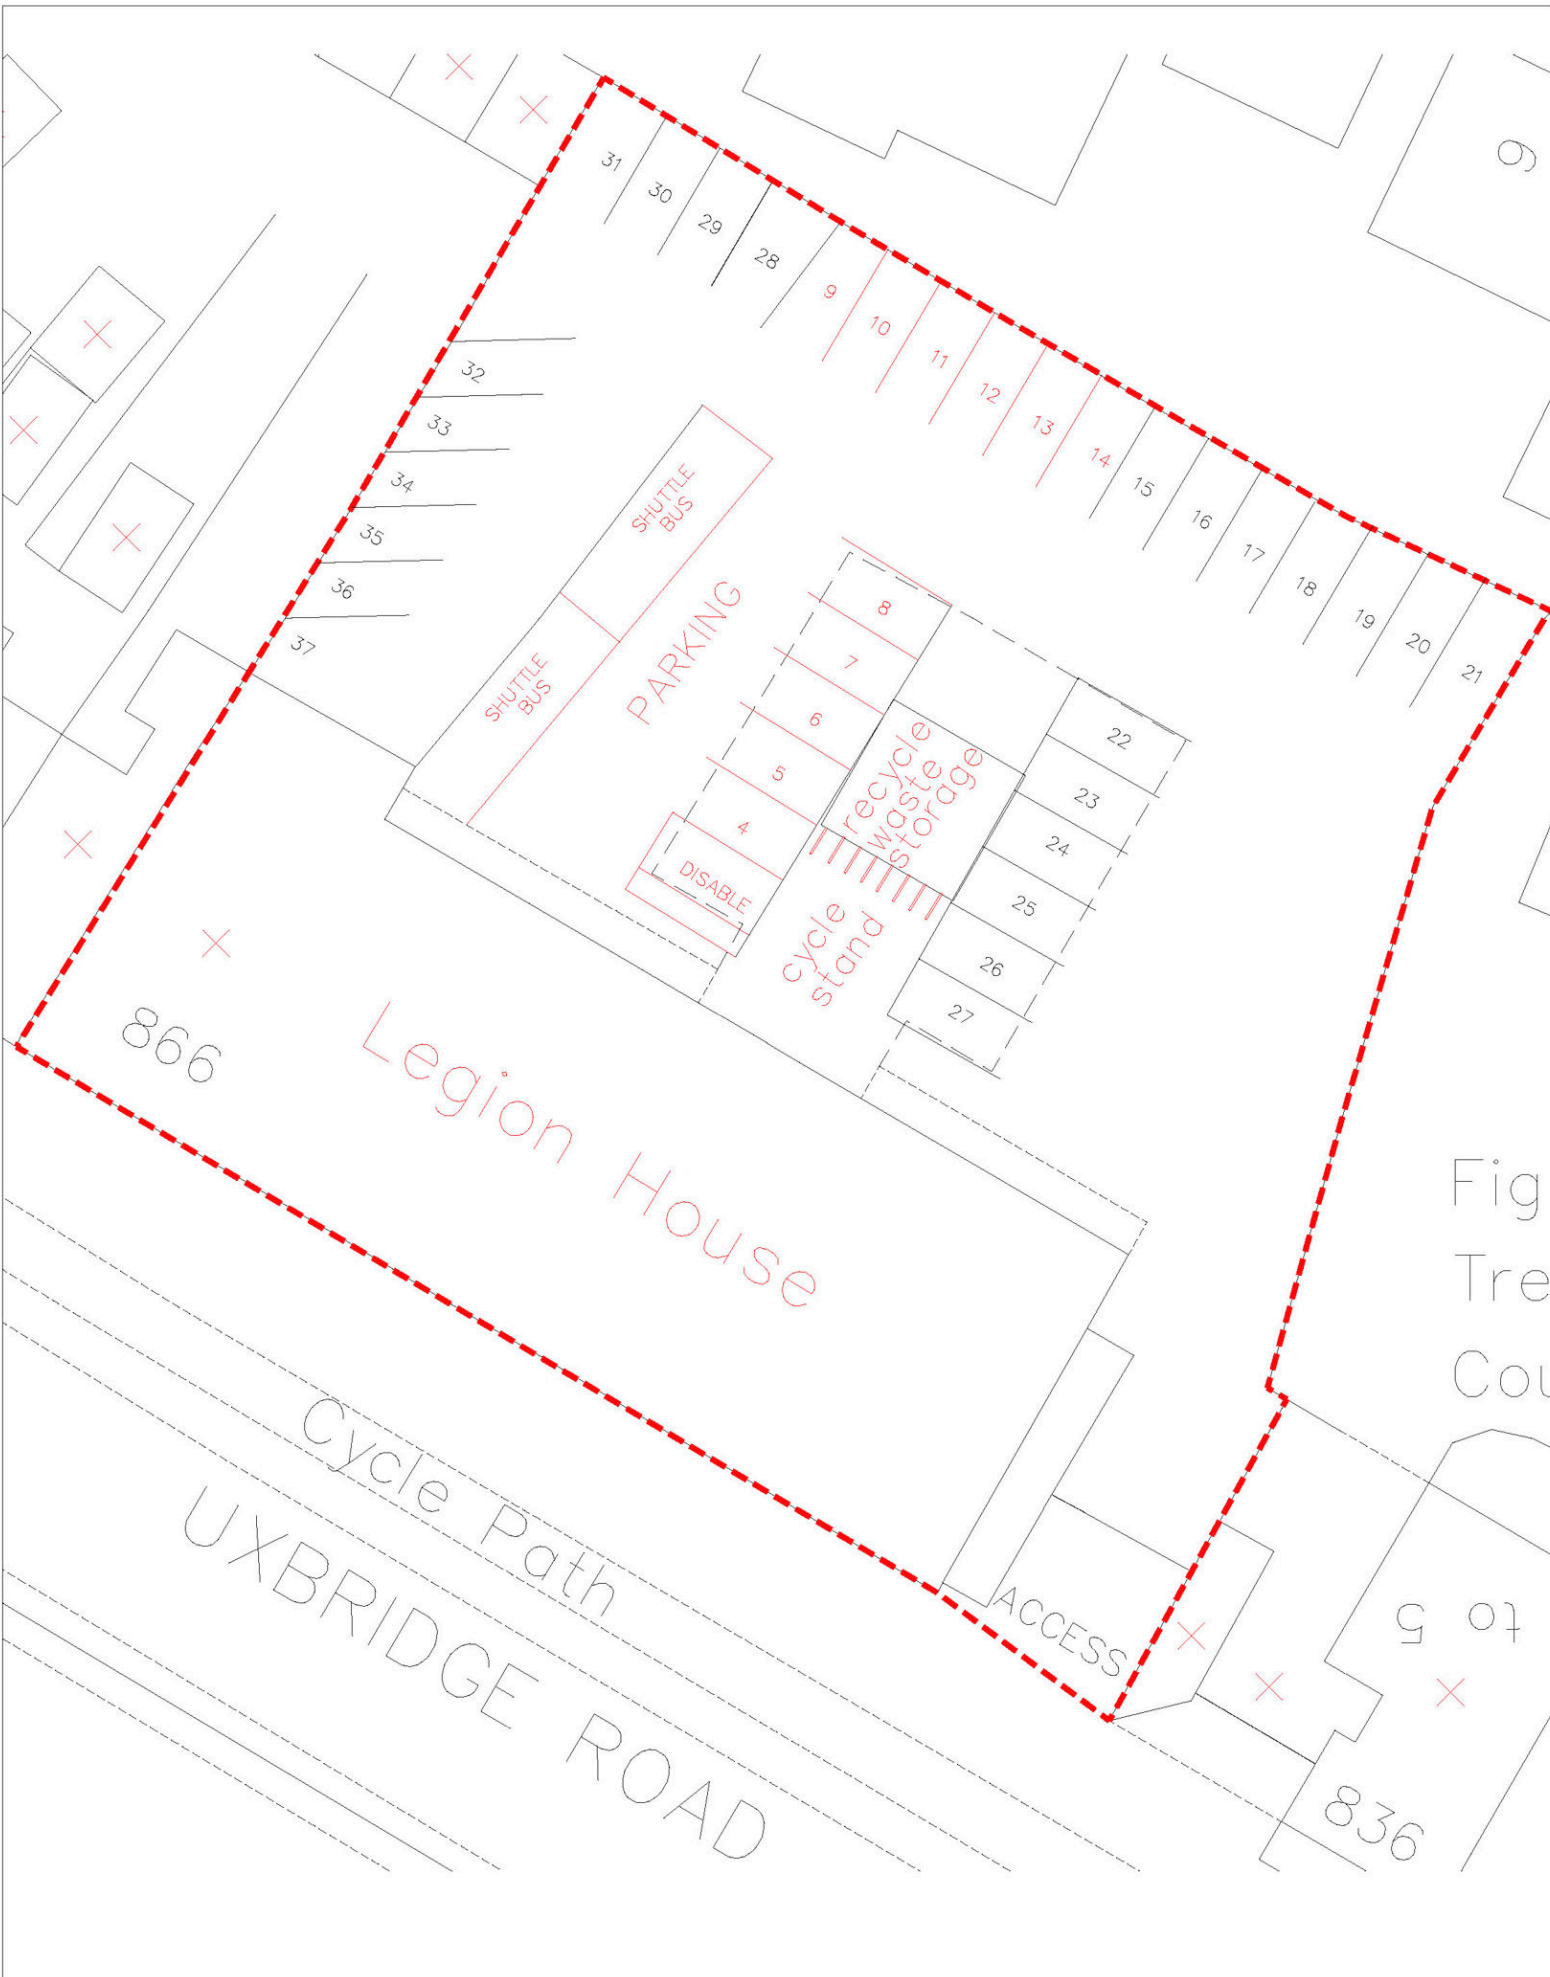 31
30
29
28
9
10
11
12
13
14
15
16
17
18
19
20
21
6
32
33
34
35
36
37
SHUTTLE
BUS
SHUTTLE
BUS
PARKING
8
7
6
5
4
DISABLE
recycle
waste
storage
cycle
stand
22
23
24
25
26
27
866
Legion House
Fig
Tre
Cou
Cycle Path
UXBRIDGE ROAD
ACCESS
to 5
836